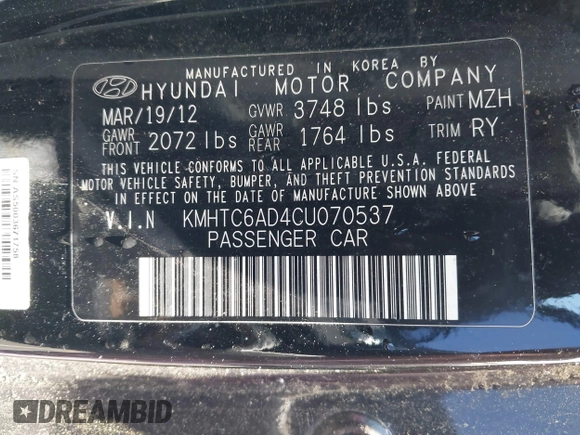 MANUFACTURED IN KOREA BY
HYUNDAI MOTOR COMPANY
MAR/19/12 GVWR 3748 lbs PAINT MZH
GAWR FRONT 2072 lbs GAWR REAR 1764 lbs TRIM RY
THIS VEHICLE CONFORMS TO ALL APPLICABLE U.S.A. FEDERAL
MOTOR VEHICLE SAFETY, BUMPER, AND THEFT PREVENTION STANDARDS
IN EFFECT ON THE DATE OF MANUFACTURE SHOWN ABOVE
V.I.N KMHTC6AD4CU070537
PASSENGER CAR
DREAMBID